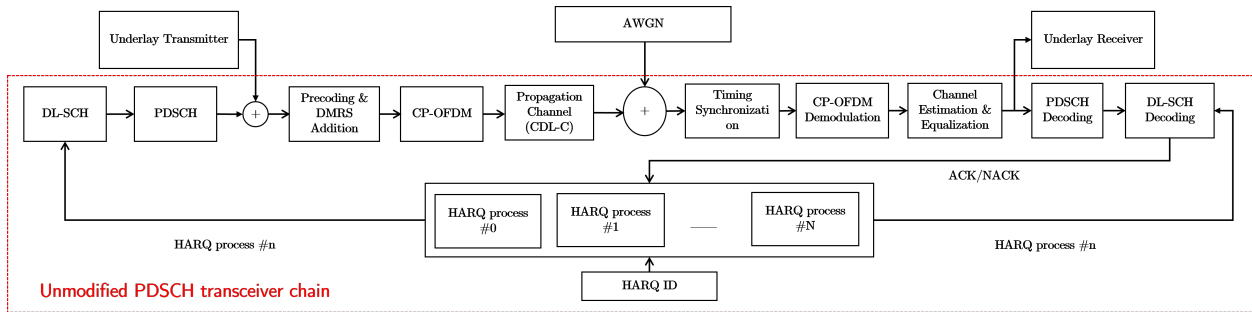 Underlay Transmitter
AWGN
Underlay Receiver
DL-SCH
PDSCH
+
Precoding &
DMRS
Addition
CP-OFDM
Propagation
Channel
(CDL-C)
+
Timing
Synchronizati
on
CP-OFDM
Demodulation
Channel
Estimation &
Equalization
PDSCH
Decoding
DL-SCH
Decoding
ACK/NACK
HARQ process
#0
HARQ process
#1
HARQ process
#N
HARQ process #n
HARQ process #n
HARQ ID
Unmodified PDSCH transceiver chain